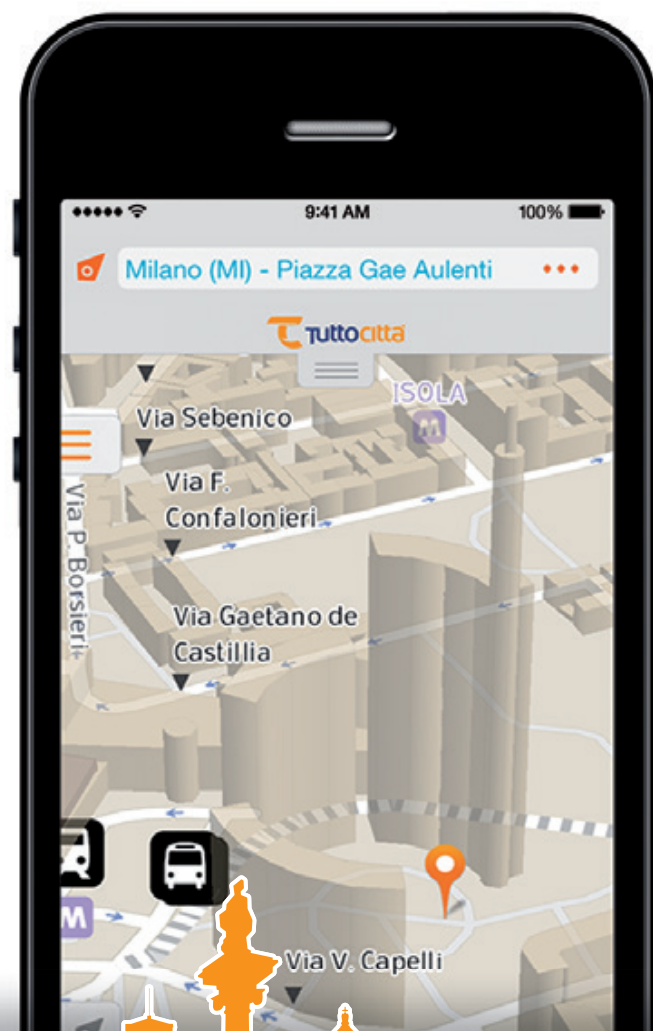 9:41 AM
100%
Milano (MI) - Piazza Gae Aulenti
TUTTOCITTÀ
ISOLA
M
Via Sebenico
Via F.
Confalonieri
Via P. Borsieri
Via Gaetano de
Castillia
M
Via V. Capelli